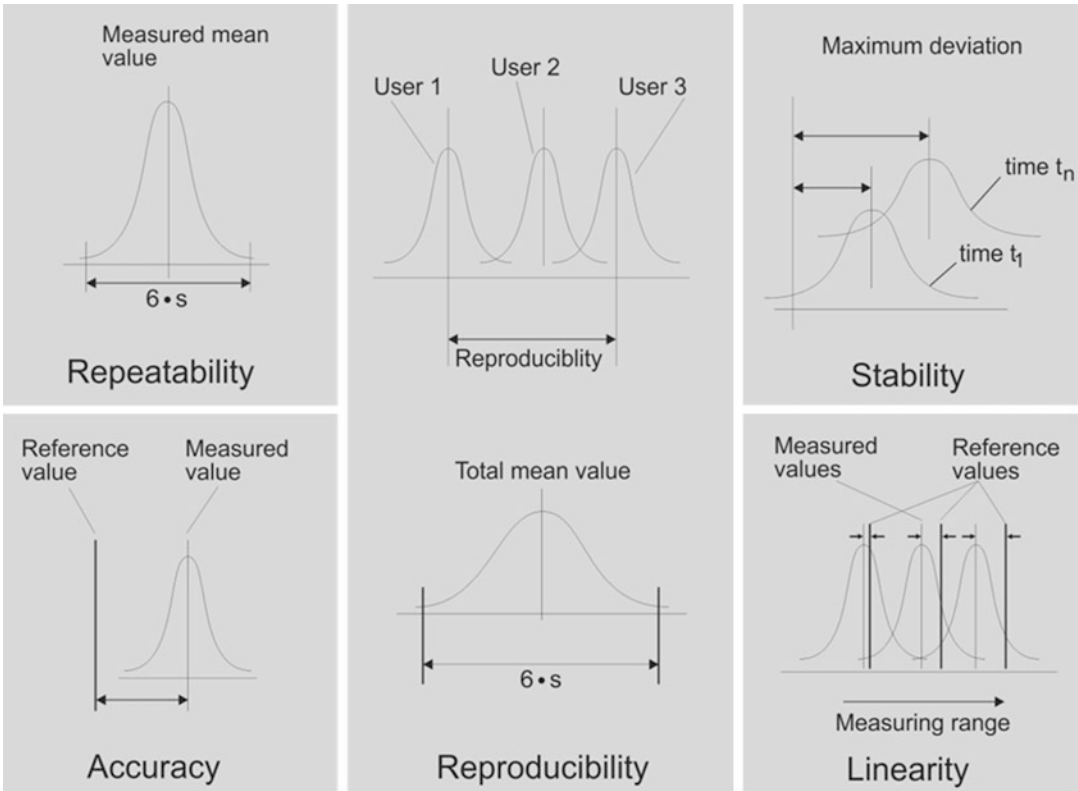 Measured mean
value
6•s
Repeatability
User 1
User 2
User 3
Reproduciblity
Total mean value
6•s
Reproducibility
Maximum deviation
time tn
time t1
Stability
Reference
value
Measured
value
Accuracy
Measured
values
Reference
values
Measuring range
Linearity